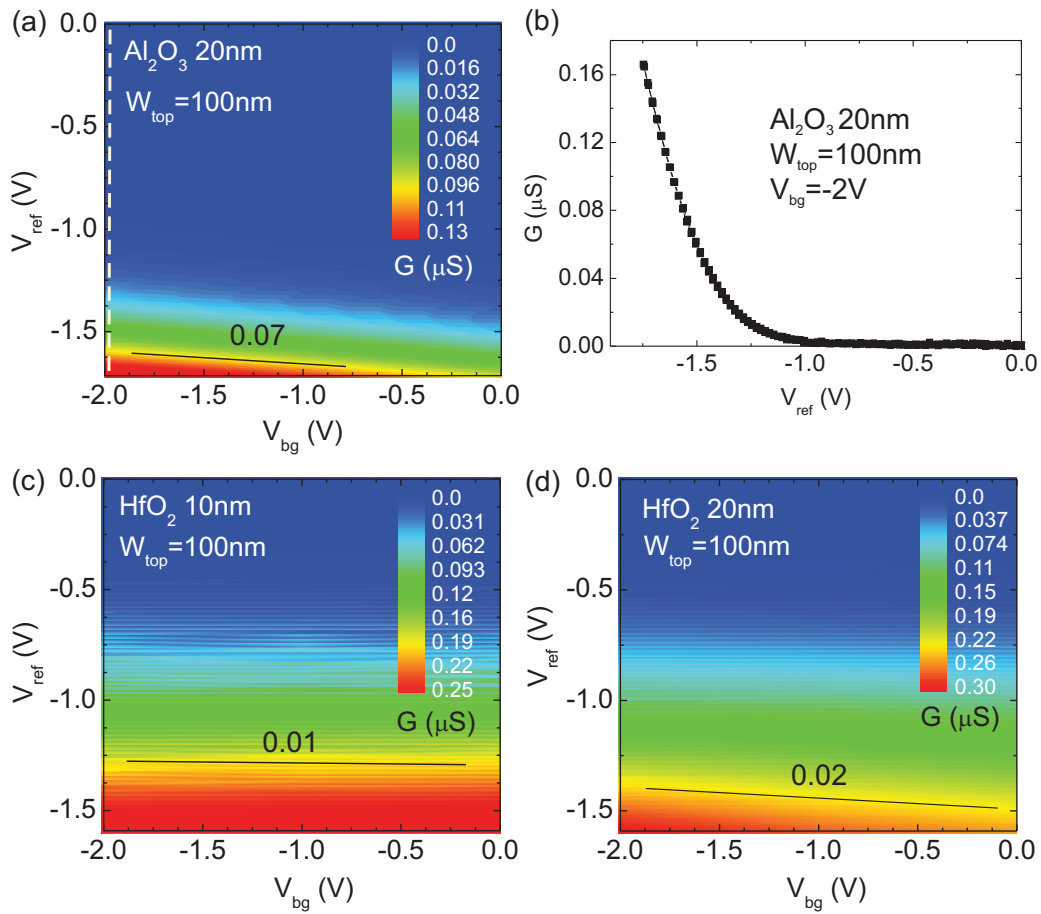 (a)
Al₂O₃ 20nm
W_top=100nm
0.0
0.016
0.032
0.048
0.064
0.080
0.096
0.11
0.13
G (μS)
0.07
0.0
-0.5
-1.0
-1.5
V_ref (V)
-2.0
-1.5
-1.0
-0.5
0.0
V_bg (V)
(b)
Al₂O₃ 20nm
W_top=100nm
V_bg=-2V
0.16
0.12
0.08
0.04
0.00
G (μS)
-1.5
-1.0
-0.5
0.0
V_ref (V)
(c)
HfO₂ 10nm
W_top=100nm
0.0
0.031
0.062
0.093
0.12
0.16
0.19
0.22
0.25
G (μS)
0.01
0.0
-0.5
-1.0
-1.5
V_ref (V)
-2.0
-1.5
-1.0
-0.5
0.0
V_bg (V)
(d)
HfO₂ 20nm
W_top=100nm
0.0
0.037
0.074
0.11
0.15
0.19
0.22
0.26
0.30
G (μS)
0.02
0.0
-0.5
-1.0
-1.5
V_ref (V)
-2.0
-1.5
-1.0
-0.5
0.0
V_bg (V)